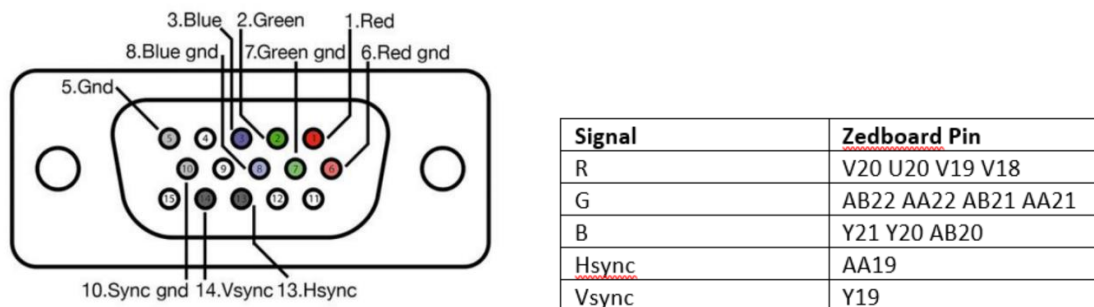 3.Blue 2.Green 1.Red
8.Blue gnd 7.Green gnd 6.Red gnd
5.Gnd
5 4 3 2 1
10 9 8 7 6
15 14 13 12 11
10.Sync gnd 14.Vsync 13.Hsync
Signal Zedboard Pin
R V20 U20 V19 V18
G AB22 AA22 AB21 AA21
B Y21 Y20 AB20
Hsync AA19
Vsync Y19